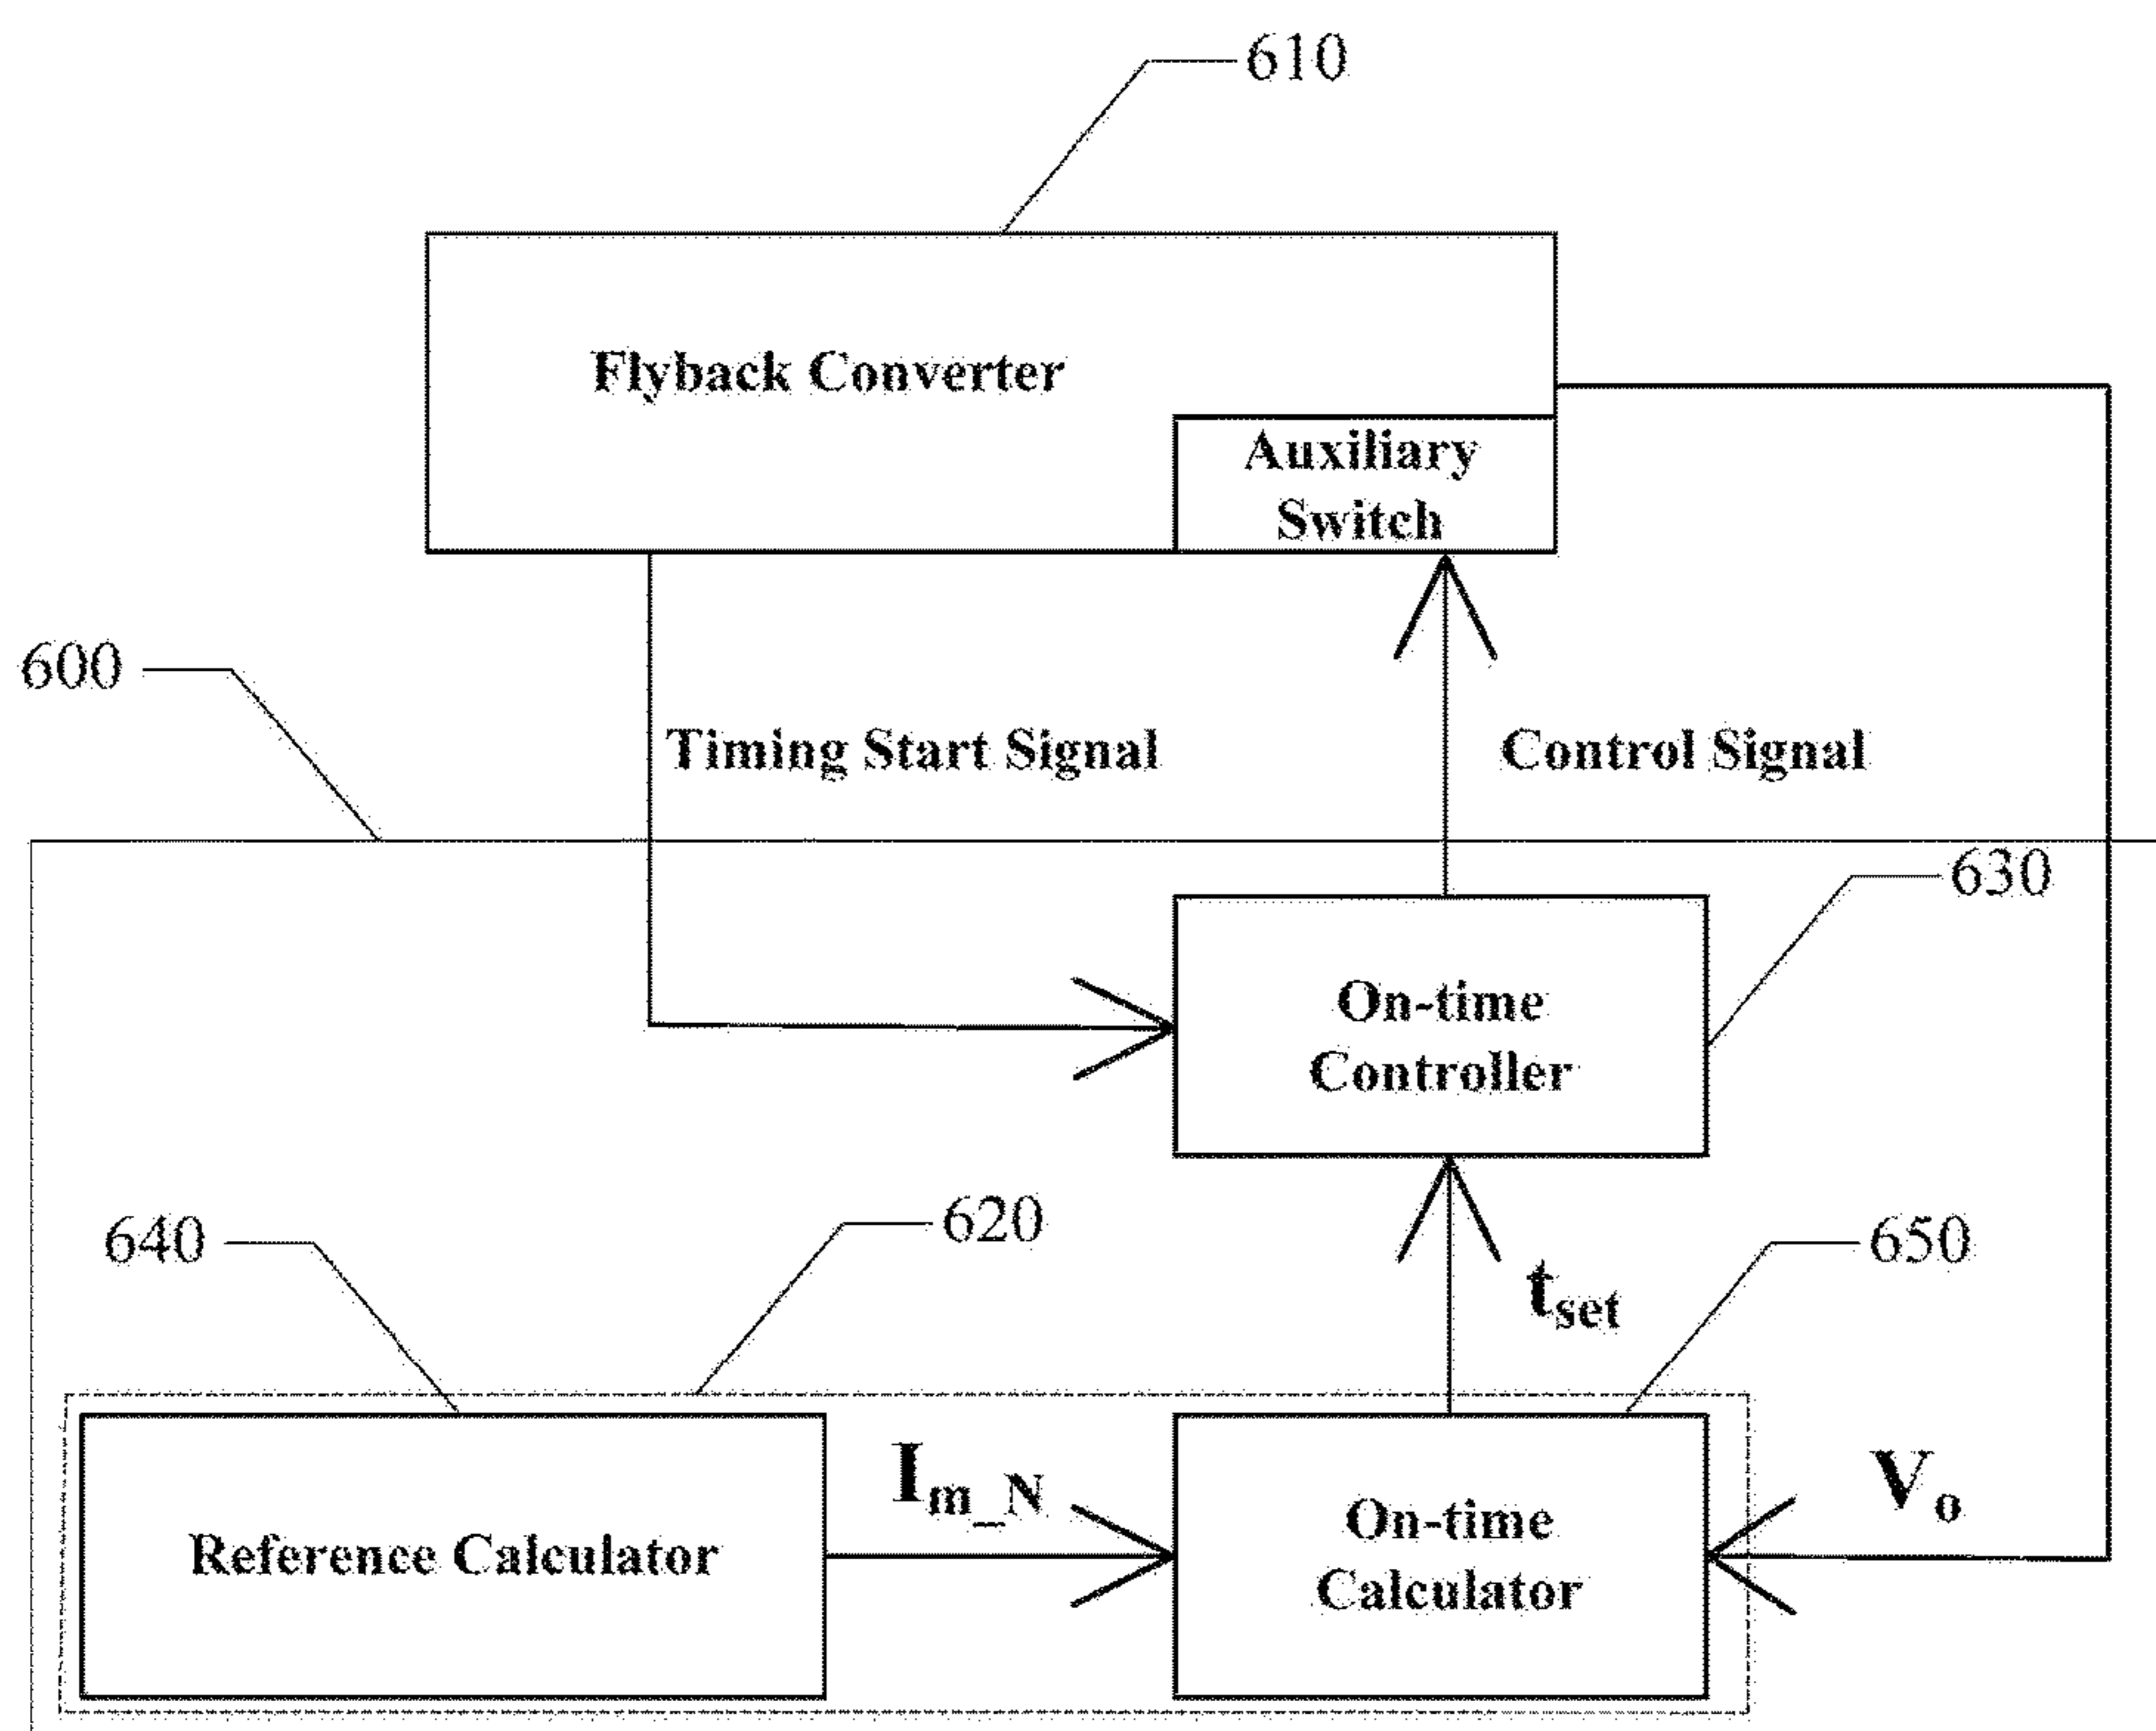 610
Flyback Converter
Auxiliary
Switch
600
Timing Start Signal
Control Signal
630
On-time
Controller
640
620
650
tset
Im_N
Vo
Reference Calculator
On-time
Calculator